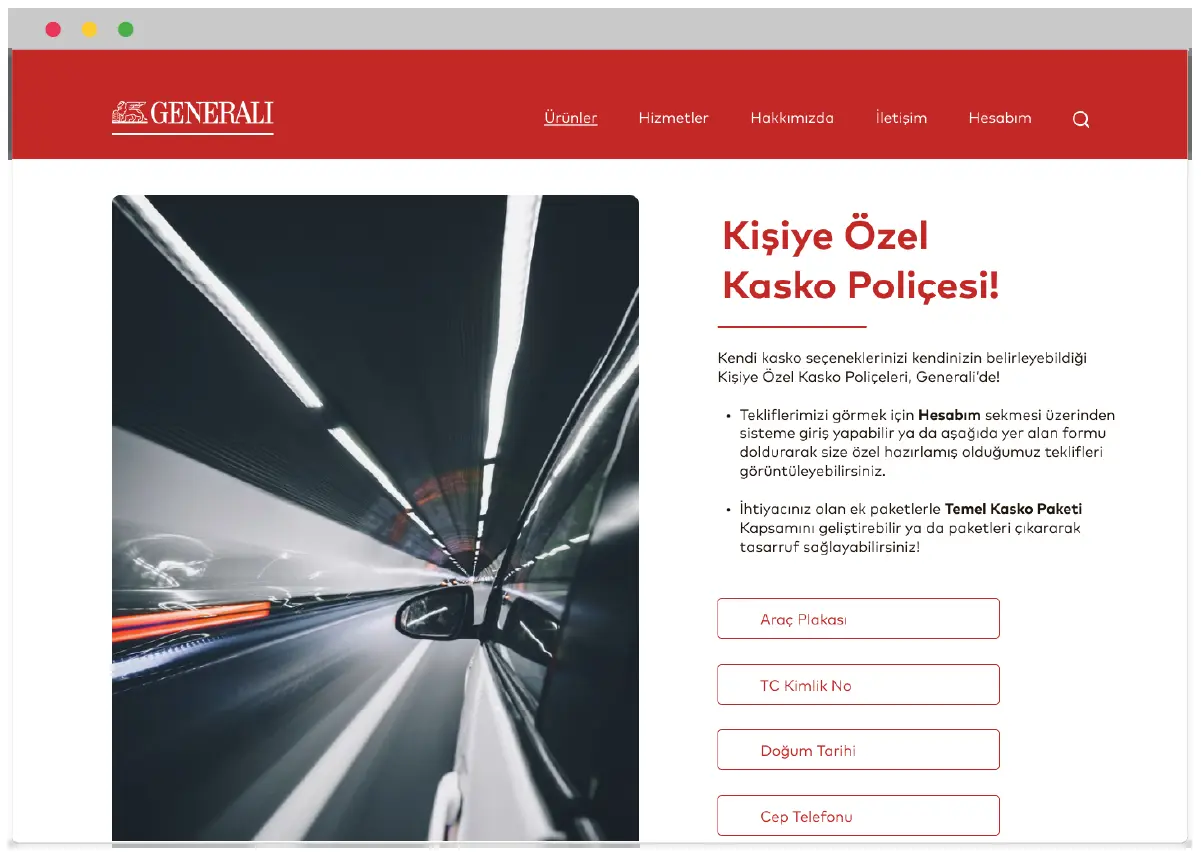 GENERALI
Ürünler
Hizmetler
Hakkımızda
İletişim
Hesabım
Kişiye Özel
Kasko Poliçesi!
Kendi kasko seçeneklerinizi kendinizin belirleyebildiği
Kişiye Özel Kasko Poliçeleri, Generali’de!
• Tekliflerimizi görmek için Hesabım sekmesi üzerinden
sisteme giriş yapabilir ya da aşağıda yer alan formu
doldurarak size özel hazırlamış olduğumuz teklifleri
görüntüleyebilirsiniz.
• İhtiyacınız olan ek paketlerle Temel Kasko Paketi
Kapsamını geliştirebilir ya da paketleri çıkararak
tasarruf sağlayabilirsiniz!
Araç Plakası
TC Kimlik No
Doğum Tarihi
Cep Telefonu